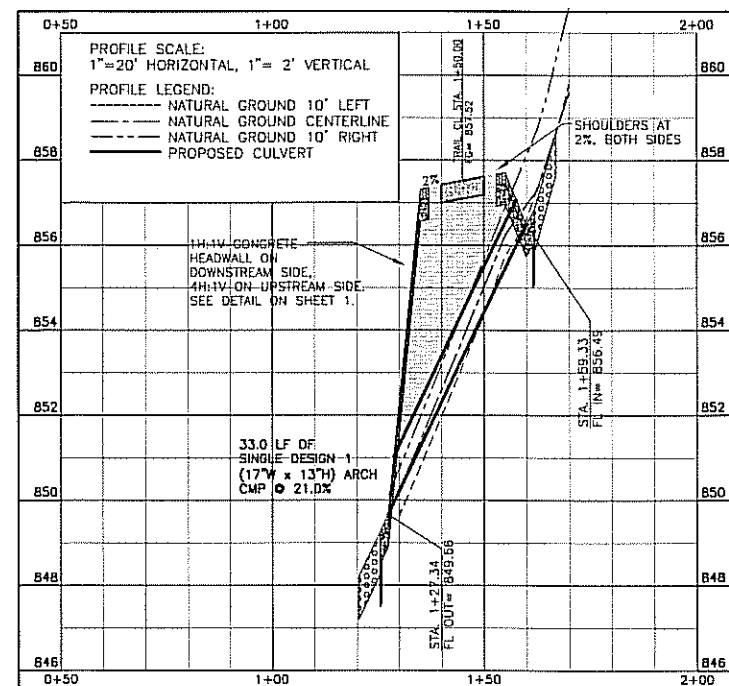 0+50 1+00 1+50 2+00
PROFILE SCALE:
1"=20' HORIZONTAL, 1"= 2' VERTICAL
PROFILE LEGEND:
NATURAL GROUND 10' LEFT
NATURAL GROUND CENTERLINE
NATURAL GROUND 10' RIGHT
PROPOSED CULVERT
TRAB CL STA. 1+50.00
FG= 857.52
SHOULDERS AT
2%, BOTH SIDES
2%
1H:1V CONCRETE
HEADWALL ON
DOWNSTREAM SIDE,
4H:1V ON UPSTREAM SIDE.
SEE DETAIL ON SHEET 1.
33.0 LF OF
SINGLE DESIGN 1
(17"W x 13"H) ARCH
CMP @ 21.0%
STA. 1+59.33
FL IN= 856.49
STA. 1+27.34
FL OUT= 849.66
860 860
858 858
856 856
854 854
852 852
850 850
848 848
846 846
0+50 1+00 1+50 2+00